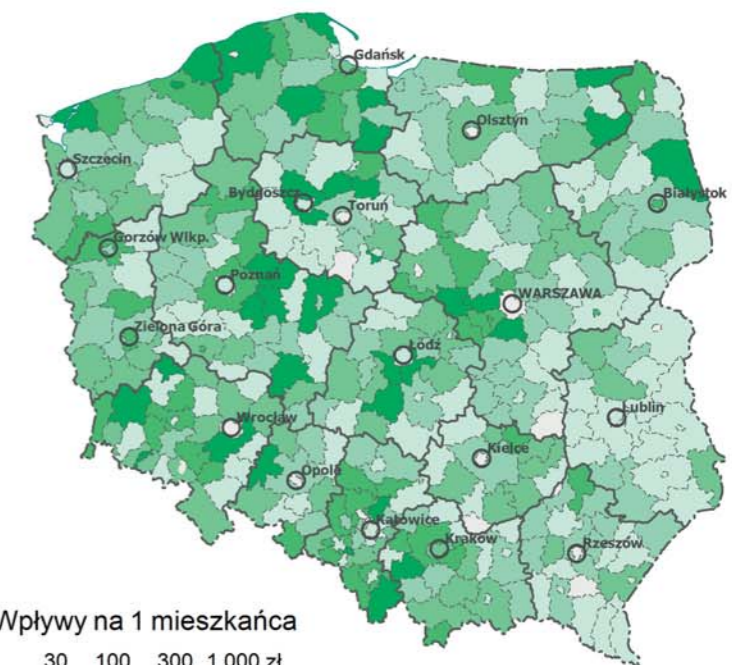 Gdańsk
Olsztyn
Szczecin
Bydgoszcz
Toruń
Białystok
Gorzów Wlkp.
Poznań
WARSZAWA
Zielona Góra
Łódź
Wrocław
Lublin
Kielce
Opole
Katowice
Kraków
Rzeszów
Wpływy na 1 mieszkańca
30 100 300 1 000 zł